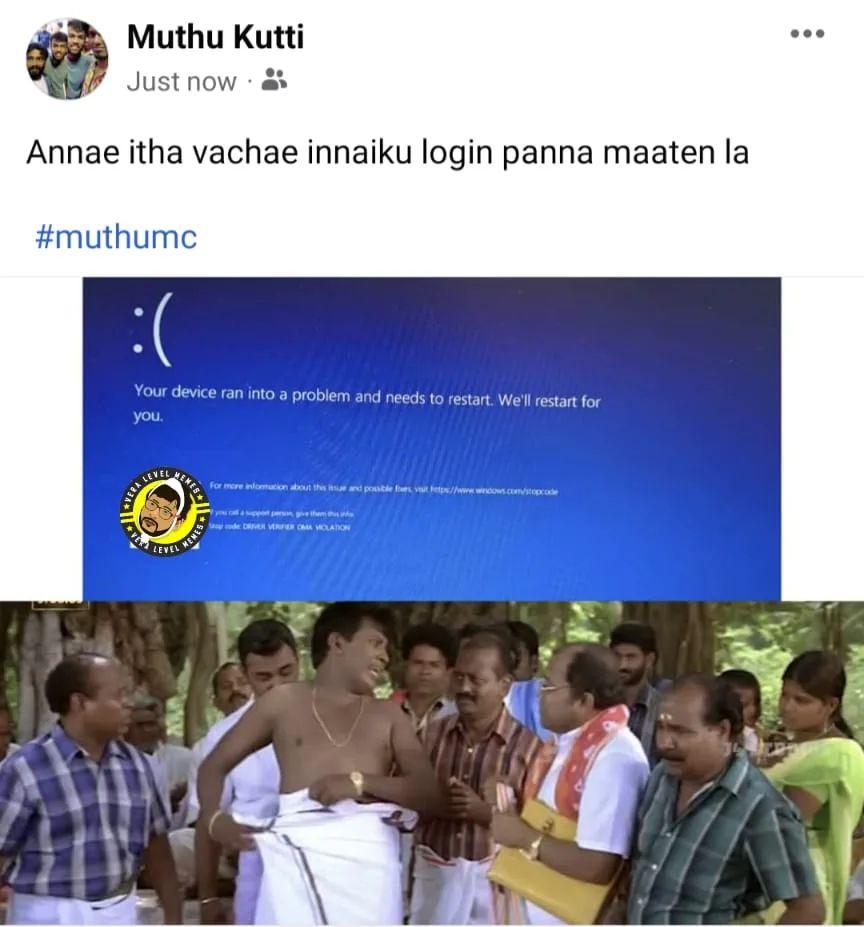 Muthu Kutti
Just now ·
Annae itha vachae innaiku login panna maaten la
#muthumc
:(
Your device ran into a problem and needs to restart. We'll restart for
you.
For more information about this issue and possible fixes, visit https://www.windows.com/stopcode
If you call a support person, give them this info:
Stop code: DRIVER VERIFIER DMA VIOLATION
VERA LEVEL MEMES
VERA LEVEL MEMES